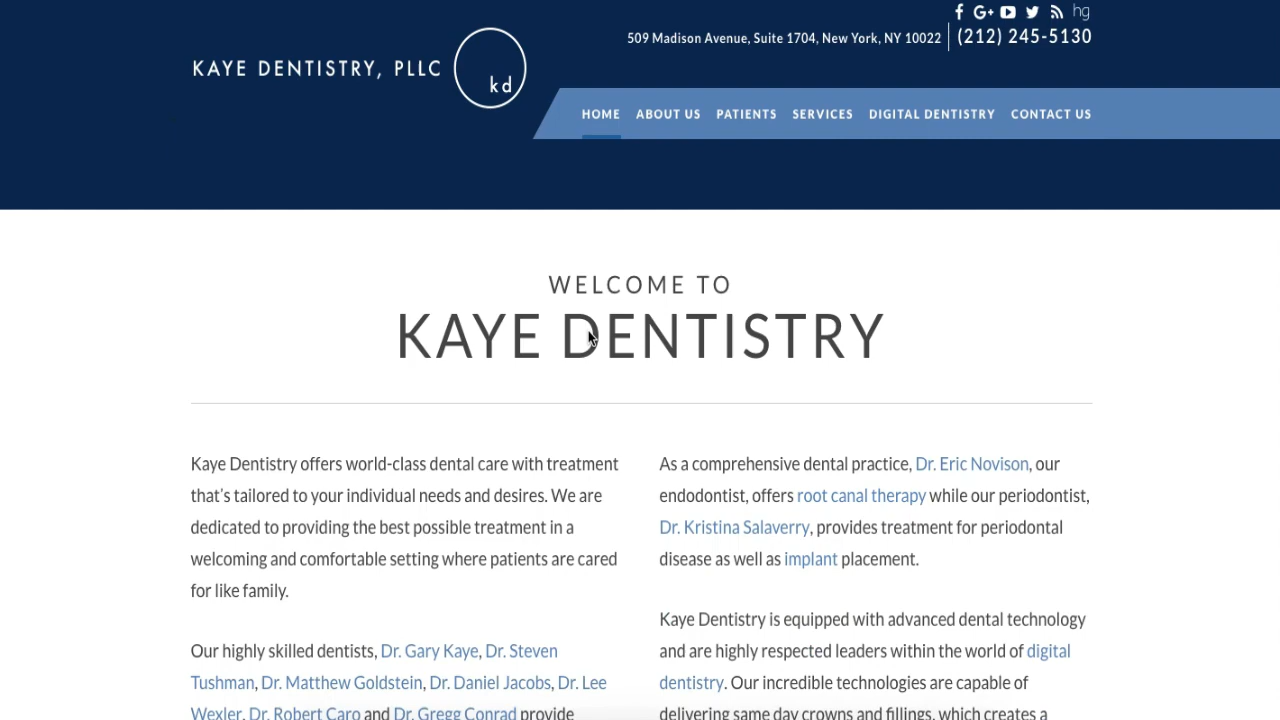 hg
509 Madison Avenue, Suite 1704, New York, NY 10022 (212) 245-5130
KAYE DENTISTRY, PLLC kd
HOME ABOUT US PATIENTS SERVICES DIGITAL DENTISTRY CONTACT US
WELCOME TO
KAYE DENTISTRY
Kaye Dentistry offers world-class dental care with treatment
that's tailored to your individual needs and desires. We are
dedicated to providing the best possible treatment in a
welcoming and comfortable setting where patients are cared
for like family.
Our highly skilled dentists, Dr. Gary Kaye, Dr. Steven
Tushman, Dr. Matthew Goldstein, Dr. Daniel Jacobs, Dr. Lee
Wexler, Dr. Robert Caro and Dr. Gregg Conrad provide
As a comprehensive dental practice, Dr. Eric Novison, our
endodontist, offers root canal therapy while our periodontist,
Dr. Kristina Salaverry, provides treatment for periodontal
disease as well as implant placement.
Kaye Dentistry is equipped with advanced dental technology
and are highly respected leaders within the world of digital
dentistry. Our incredible technologies are capable of
delivering same day crowns and fillings, which creates a